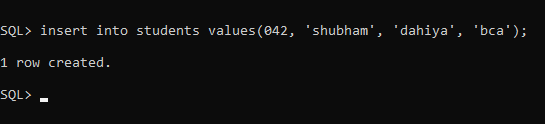 SQL> insert into students values(042, 'shubham', 'dahiya', 'bca');
1 row created.
SQL>